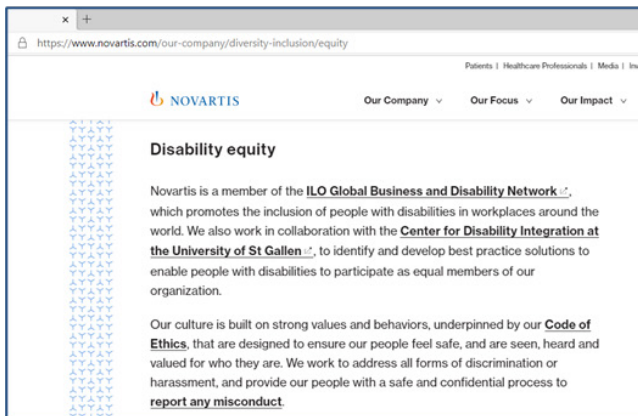 https://www.novartis.com/our-company/diversity-inclusion/equity
Patients | Healthcare Professionals | Media |
NOVARTIS
Our Company
Our Focus
Our Impact
Disability equity
Novartis is a member of the ILO Global Business and Disability Network,
which promotes the inclusion of people with disabilities in workplaces around the
world. We also work in collaboration with the Center for Disability Integration at
the University of St Gallen, to identify and develop best practice solutions to
enable people with disabilities to participate as equal members of our
organization.
Our culture is built on strong values and behaviors, underpinned by our Code of
Ethics, that are designed to ensure our people feel safe, and are seen, heard and
valued for who they are. We work to address all forms of discrimination or
harassment, and provide our people with a safe and confidential process to
report any misconduct.